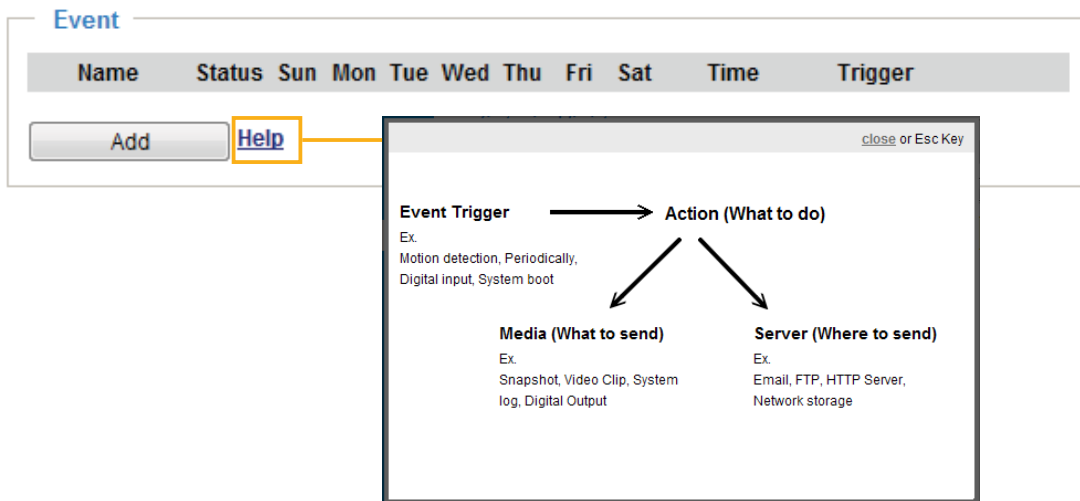 Event
Name Status Sun Mon Tue Wed Thu Fri Sat Time Trigger
Add Help
close or Esc Key
Event Trigger Action (What to do)
Ex.
Motion detection, Periodically,
Digital input, System boot
Media (What to send)
Ex.
Snapshot, Video Clip, System
log, Digital Output
Server (Where to send)
Ex.
Email, FTP, HTTP Server,
Network storage